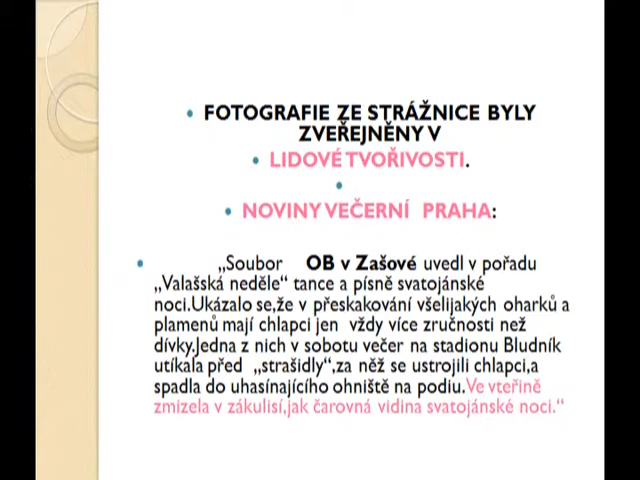 FOTOGRAFIE ZE STRÁŽNICE BYLY
ZVEŘEJNĚNY V
LIDOVÉ TVOŘIVOSTI.
NOVINY VEČERNÍ PRAHA:
„Soubor OB v Zašové uvedl v pořadu
„Valašská neděle“ tance a písně svatojánské
noci.Ukázalo se,že v přeskakování všelijakých oharků a
plamenů mají chlapci jen vždy více zručnosti než
dívky.Jedna z nich v sobotu večer na stadionu Bludník
utíkala před „strašidly“,za něž se ustrojili chlapci,a
spadla do uhasínajícího ohniště na podiu.Ve vteřině
zmizela v zákulisí,jak čarovná vidina svatojánské noci.“